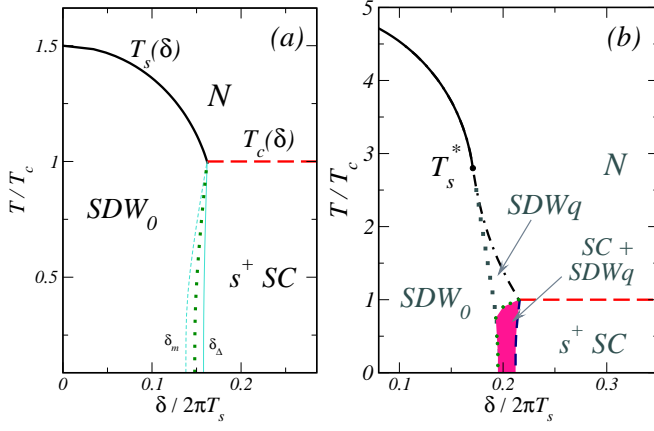 (a)
1.5
T_s(δ)
N
T_c(δ)
1
T / T_c
SDW_0
s^+ SC
0.5
δ_m
δ_Δ
0
0.1
0.2
δ / 2πT_s
(b)
5
4
T_s^*
N
3
T / T_c
SDWq
2
SC +
SDWq
SDW_0
1
s^+ SC
0
0.1
0.2
0.3
δ / 2πT_s